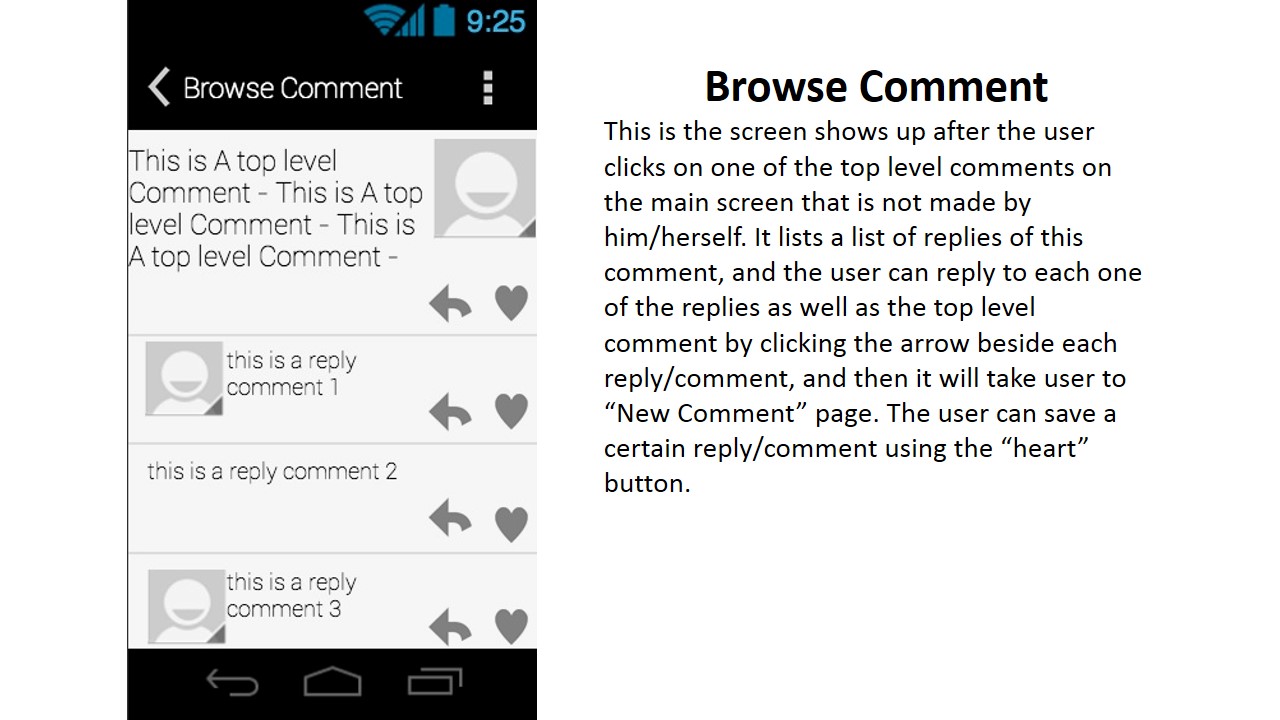 9:25
Browse Comment
This is A top level
Comment - This is A top
level Comment - This is
A top level Comment -
this is a reply
comment 1
this is a reply comment 2
this is a reply
comment 3
Browse Comment
This is the screen shows up after the user
clicks on one of the top level comments on
the main screen that is not made by
him/herself. It lists a list of replies of this
comment, and the user can reply to each one
of the replies as well as the top level
comment by clicking the arrow beside each
reply/comment, and then it will take user to
“New Comment” page. The user can save a
certain reply/comment using the “heart”
button.